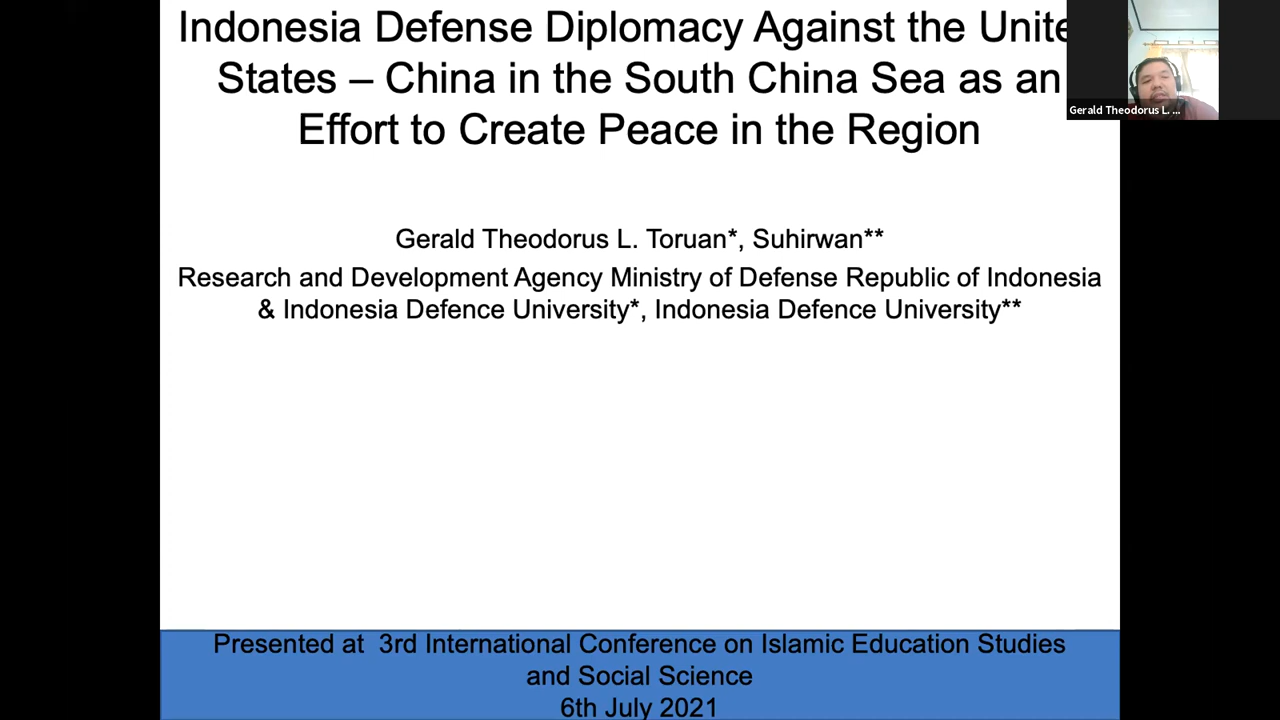 Indonesia Defense Diplomacy Against the Unite
States – China in the South China Sea as an
Effort to Create Peace in the Region
Gerald Theodorus L. ...
Gerald Theodorus L. Toruan*, Suhirwan**
Research and Development Agency Ministry of Defense Republic of Indonesia
& Indonesia Defence University*, Indonesia Defence University**
Presented at  3rd International Conference on Islamic Education Studies
and Social Science
6th July 2021